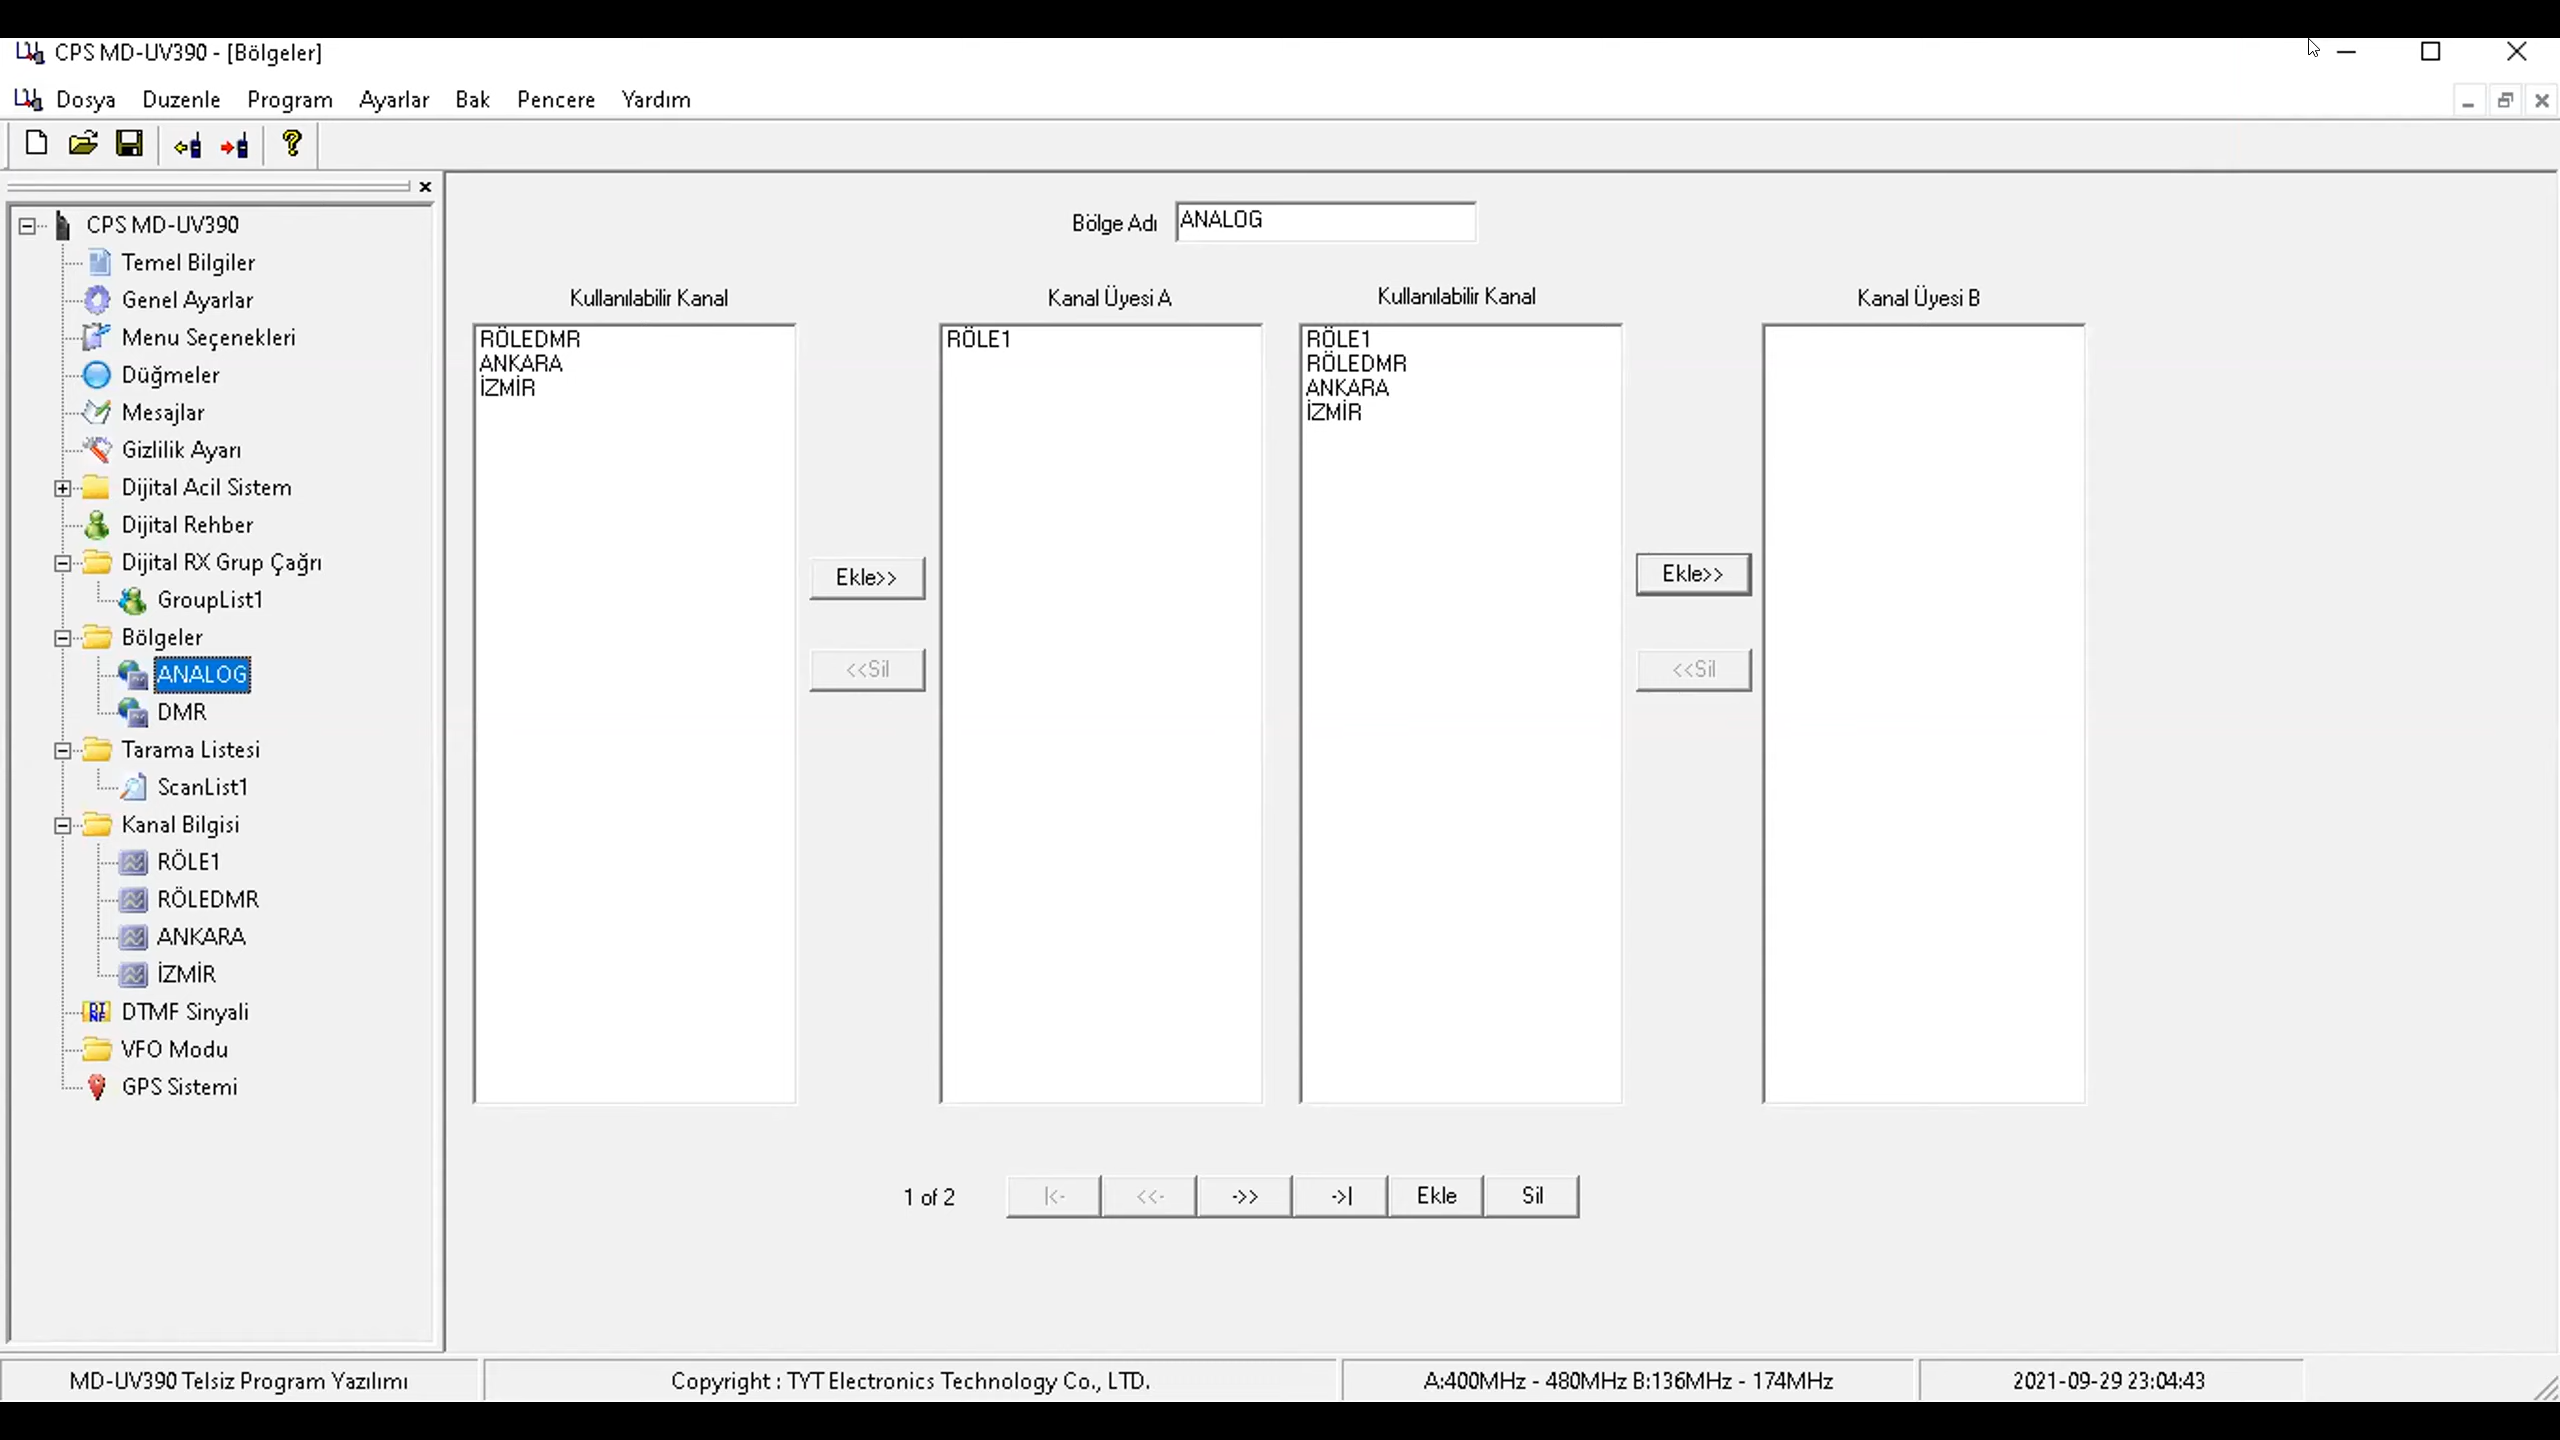 CPS MD-UV390 - [Bölgeler]
Dosya Duzenle Program Ayarlar Bak Pencere Yardım
CPS MD-UV390
Temel Bilgiler
Genel Ayarlar
Menu Seçenekleri
Düğmeler
Mesajlar
Gizlilik Ayarı
Dijital Acil Sistem
Dijital Rehber
Dijital RX Grup Çağrı
GroupList1
Bölgeler
ANALOG
DMR
Tarama Listesi
ScanList1
Kanal Bilgisi
RÖLE1
RÖLEDMR
ANKARA
İZMİR
DTMF Sinyali
VFO Modu
GPS Sistemi
Bölge Adı ANALOG
Kullanılabilir Kanal
RÖLEDMR
ANKARA
İZMİR
Ekle>>
<<Sil
Kanal Üyesi A
RÖLE1
Kullanılabilir Kanal
RÖLE1
RÖLEDMR
ANKARA
İZMİR
Ekle>>
<<Sil
Kanal Üyesi B
1 of 2 |<- <<- ->> ->| Ekle Sil
MD-UV390 Telsiz Program Yazılımı Copyright : TYT Electronics Technology Co., LTD. A:400MHz - 480MHz B:136MHz - 174MHz 2021-09-29 23:04:43